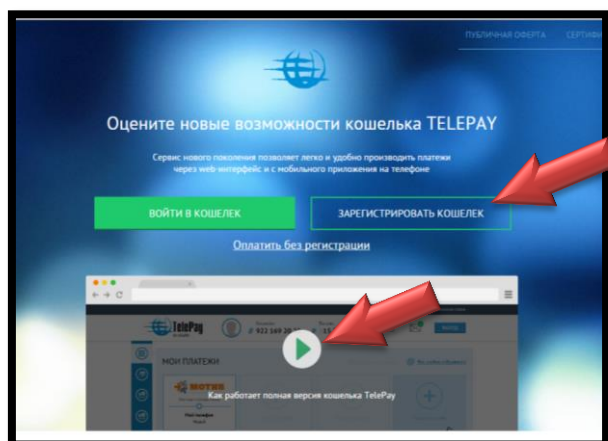 ПУБЛИЧНАЯ ОФЕРТА
Оцените новые возможности кошелька TELEPAY
Сервис нового поколения позволяет легко и удобно производить платежи
через web-интерфейс и с мобильного приложения на телефоне
ВОЙТИ В КОШЕЛЕК
ЗАРЕГИСТРИРОВАТЬ КОШЕЛЕК
Оплатить без регистрации
TelePay
МОИ ПЛАТЕЖИ
МОТИВ
Как работает полная версия кошелька TelePay